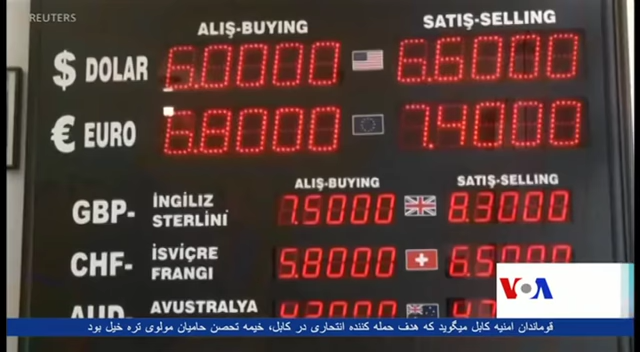 REUTERS
ALIŞ-BUYING SATIŞ-SELLING
$ DOLAR 6.0000 6.6000
€ EURO 6.8000 7.4000
ALIŞ-BUYING SATIŞ-SELLING
GBP- İNGİLİZ STERLİNİ 7.5000 8.3000
CHF- İSVİÇRE FRANGI 5.8000 6.5000
AUD- AVUSTRALYA
VOA
قوماندان امنیه کابل میگوید که هدف حمله کننده انتحاری در کابل، خیمه تحصن حامیان مولوی تره خیل بود